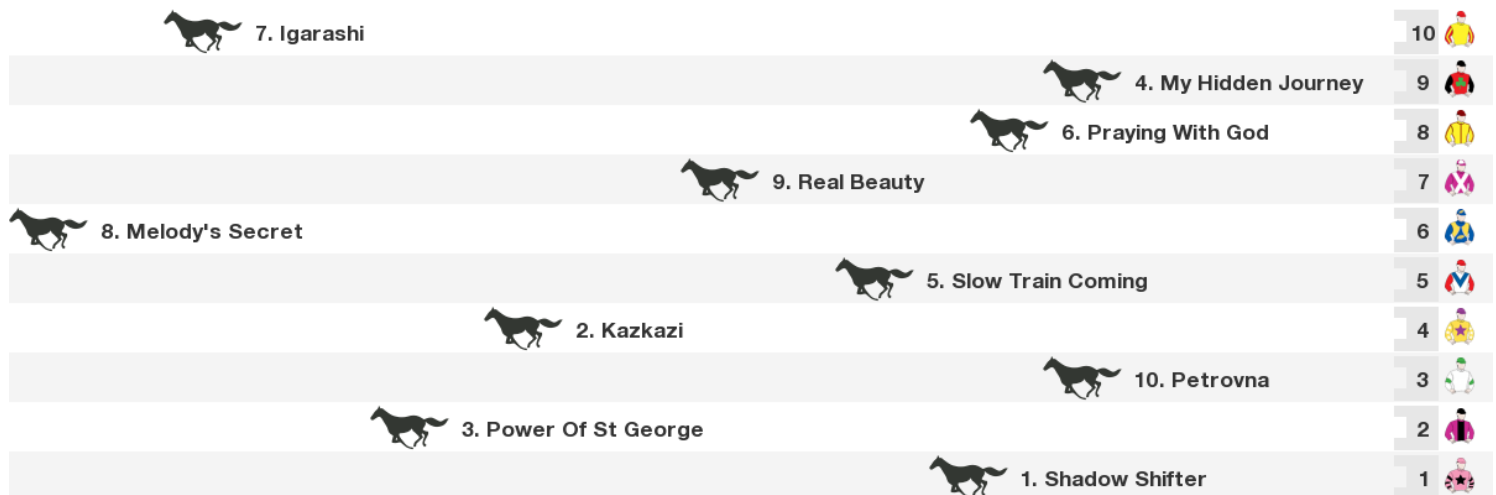 7. Igarashi 10
4. My Hidden Journey 9
6. Praying With God 8
9. Real Beauty 7
8. Melody's Secret 6
5. Slow Train Coming 5
2. Kazkazi 4
10. Petrovna 3
3. Power Of St George 2
1. Shadow Shifter 1